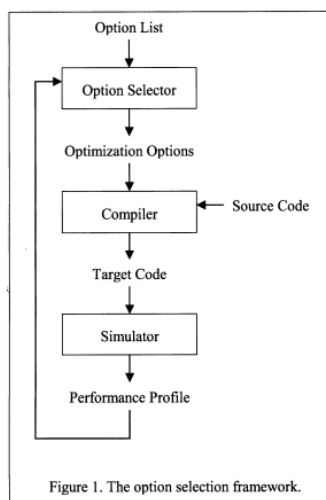 Option List
Option Selector
Optimization Options
Compiler
Source Code
Target Code
Simulator
Performance Profile
Figure 1. The option selection framework.